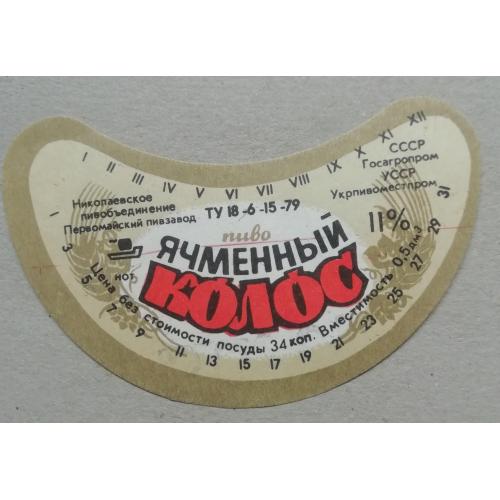 I II III IV V VI VII VIII IX X XI XII
Николаевское
пивобъединение
Первомайский пивзавод
ТУ 18-6-15-79
СССР
Госагропром
УССР
Укрпивоместпром
пиво
11%
ЯЧМЕННЫЙ
КОЛОС
нот
Цена без стоимости посуды 34 коп. Вместимость 0,5 дм3
1 3 5 7 9 11 13 15 17 19 21 23 25 27 29 31